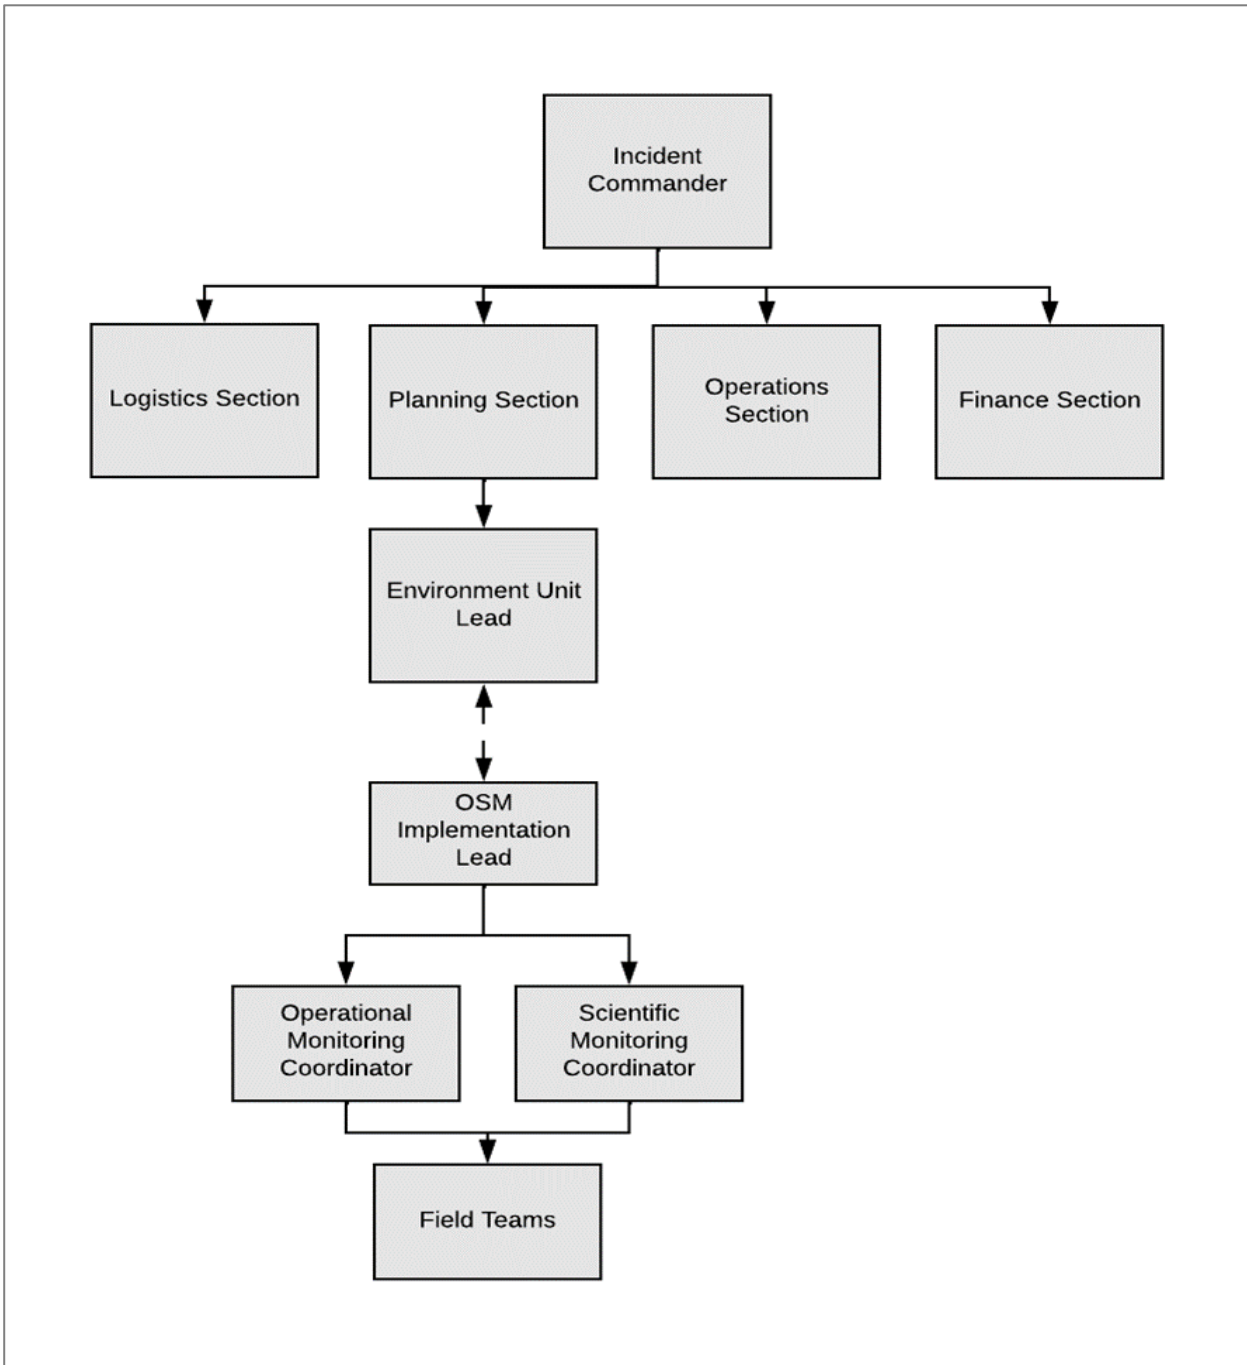 Incident
Commander
Logistics Section
Planning Section
Operations
Section
Finance Section
Environment Unit
Lead
OSM
Implementation
Lead
Operational
Monitoring
Coordinator
Scientific
Monitoring
Coordinator
Field Teams